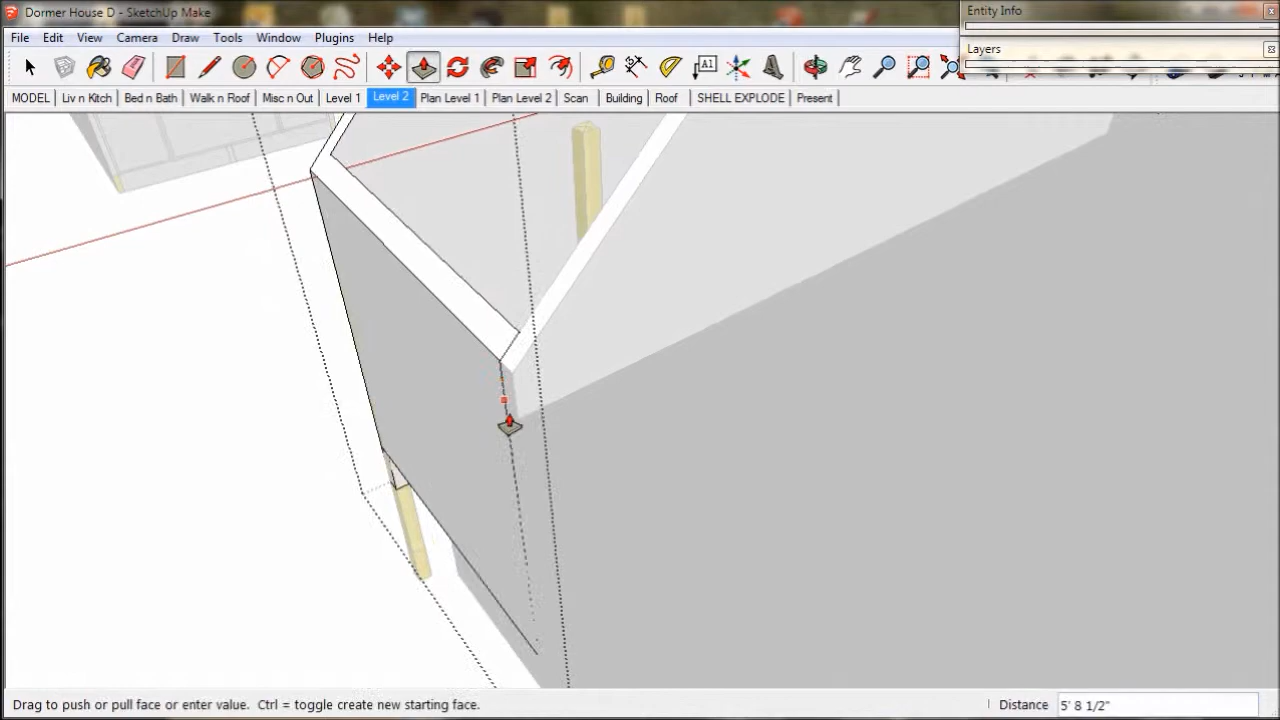 Dormer House D - SketchUp Make
Entity Info
File Edit View Camera Draw Tools Window Plugins Help
Layers
A1
MODEL Liv n Kitch Bed n Bath Walk n Roof Misc n Out Level 1 Level 2 Plan Level 1 Plan Level 2 Scan Building Roof SHELL EXPLODE Present
Drag to push or pull face or enter value. Ctrl = toggle create new starting face. Distance 5' 8 1/2"